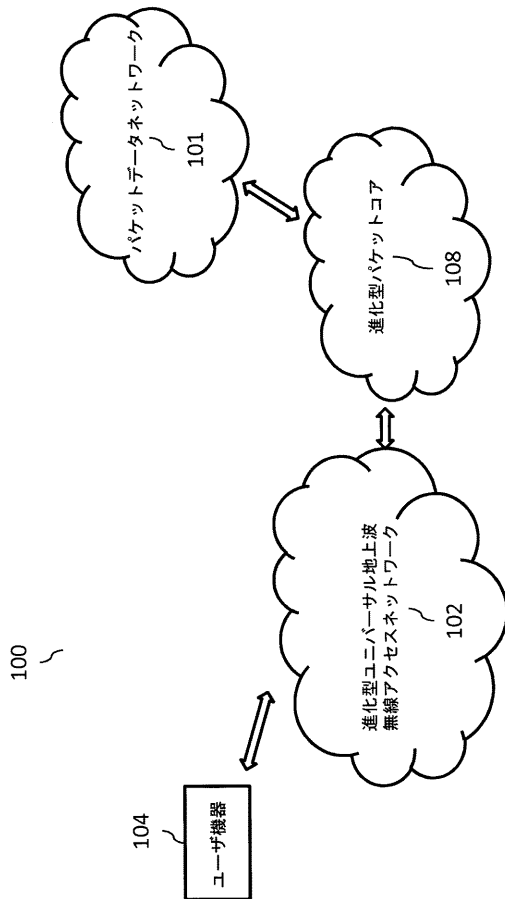 100
104
ユーザ機器
進化型ユニバーサル地上波
無線アクセスネットワーク
102
進化型パケットコア
108
パケットデータネットワーク
101